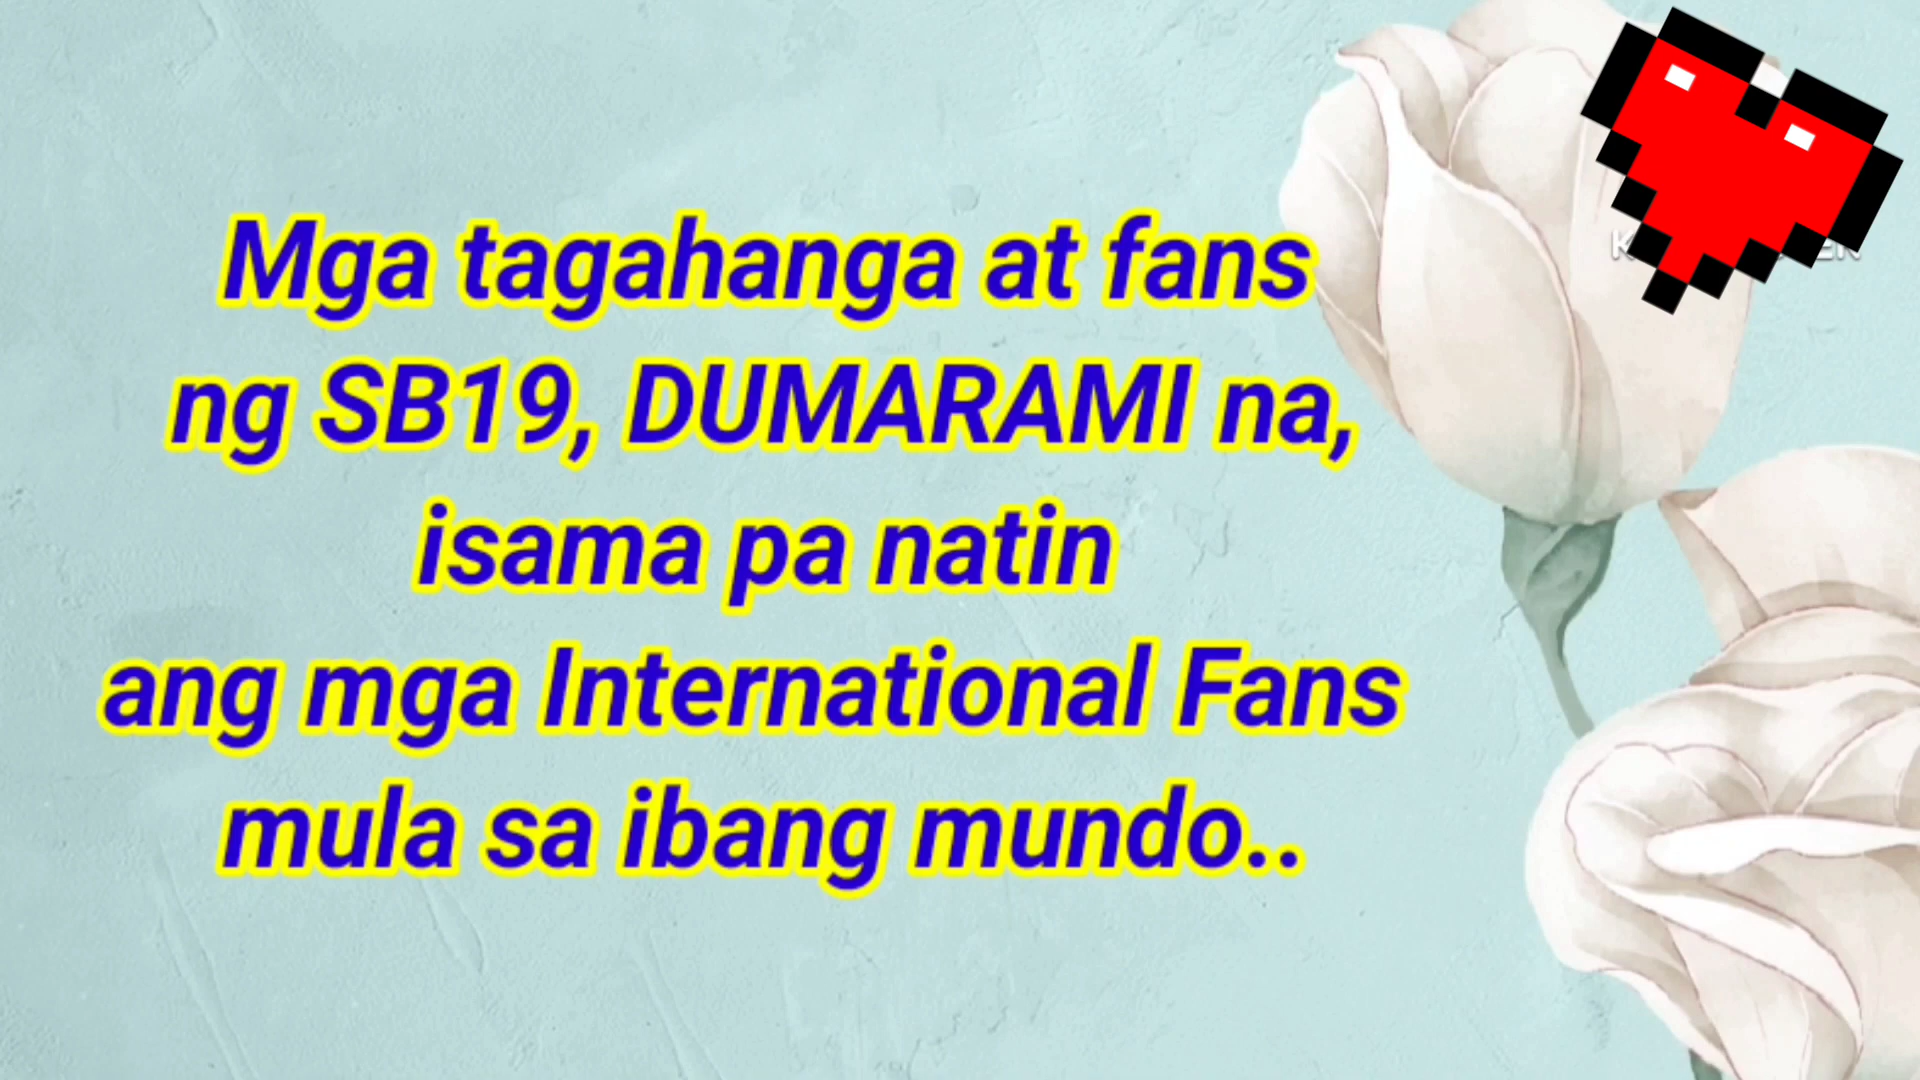 Mga tagahanga at fans
ng SB19, DUMARAMI na,
isama pa natin
ang mga International Fans
mula sa ibang mundo..